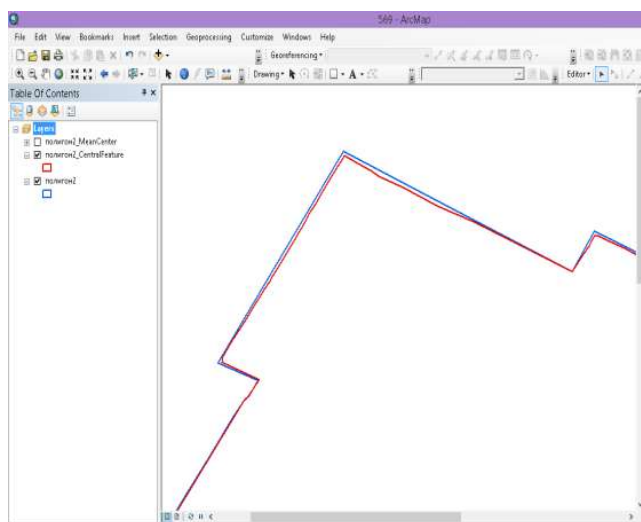 569 - ArcMap
File Edit View Bookmarks Insert Selection Geoprocessing Customize Windows Help
Georeferencing
Drawing A Editor
Table Of Contents
Layers
полигон2_MeanCenter
полигон2_CentralFeature
полигон2